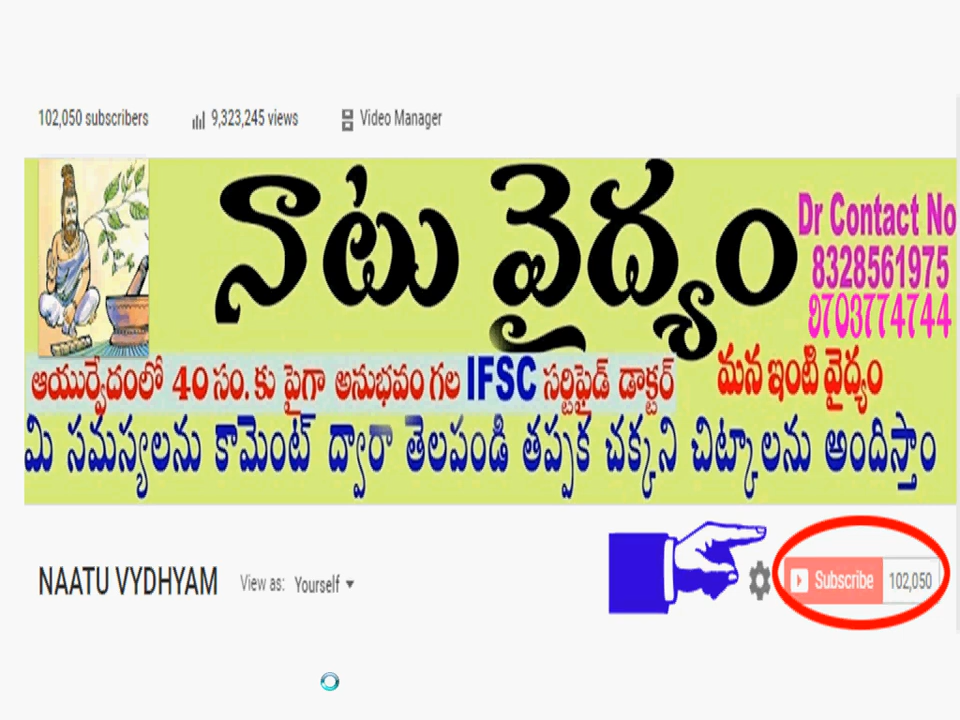 102,050 subscribers 9,323,245 views Video Manager
నాటు వైద్యం
Dr Contact No
8328561975
9703774744
ఆయుర్వేదంలో 40 సం. కు పైగా అనుభవం గల IFSC సర్టిఫైడ్ డాక్టర్ మన ఇంటి వైద్యం
మి సమస్యలను కామెంట్ ద్వారా తెలపండి తప్పక చక్కని చిట్కాలను అందిస్తాం
NAATU VYDHYAM View as: Yourself Subscribe 102,050